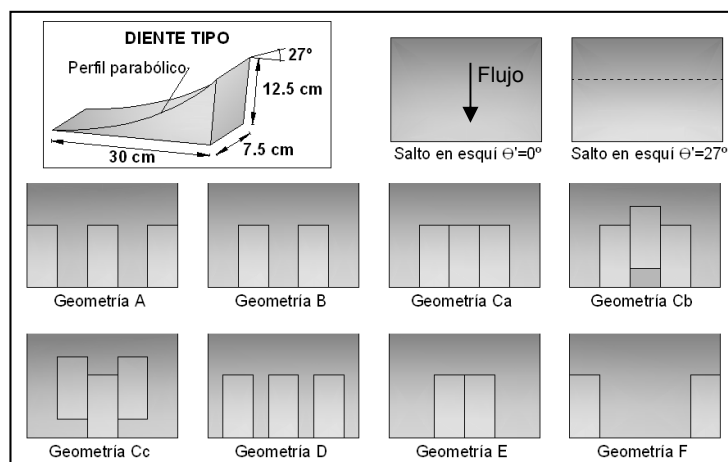 DIENTE TIPO
27º
Perfil parabólico
12.5 cm
7.5 cm
30 cm
Flujo
Salto en esquí Θ'=0º
Salto en esquí Θ'=27º
Geometría A
Geometría B
Geometría Ca
Geometría Cb
Geometría Cc
Geometría D
Geometría E
Geometría F